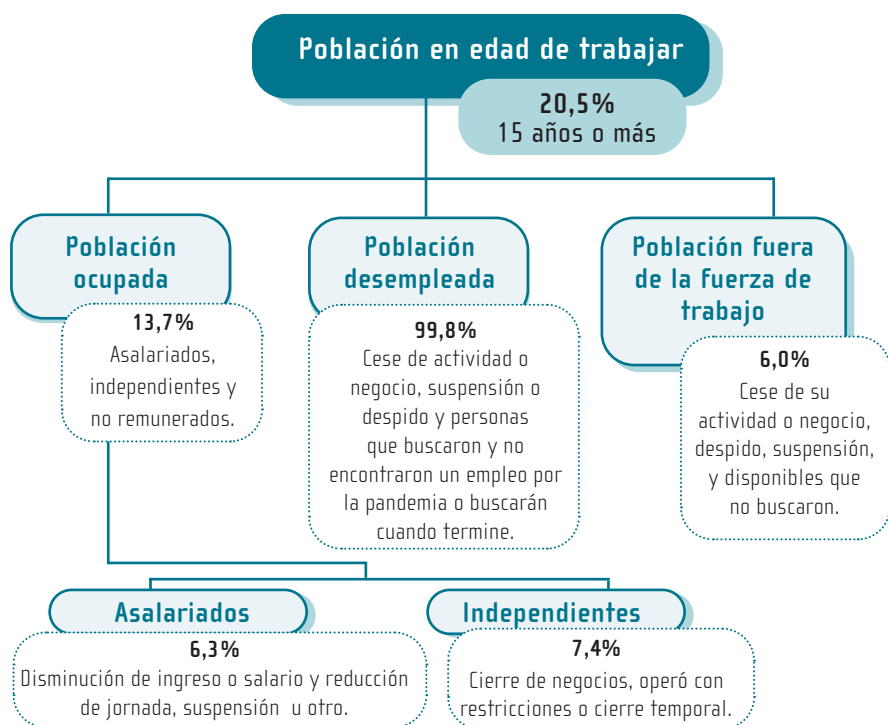 Población en edad de trabajar
20,5%
15 años o más
Población
ocupada
13,7%
Asalariados,
independientes y
no remunerados.
Población
desempleada
99,8%
Cese de actividad o
negocio, suspensión o
despido y personas
que buscaron y no
encontraron un empleo por
la pandemia o buscarán
cuando termine.
Población fuera
de la fuerza de
trabajo
6,0%
Cese de su
actividad o negocio,
despido, suspensión,
y disponibles que
no buscaron.
Asalariados
6,3%
Disminución de ingreso o salario y reducción
de jornada, suspensión u otro.
Independientes
7,4%
Cierre de negocios, operó con
restricciones o cierre temporal.